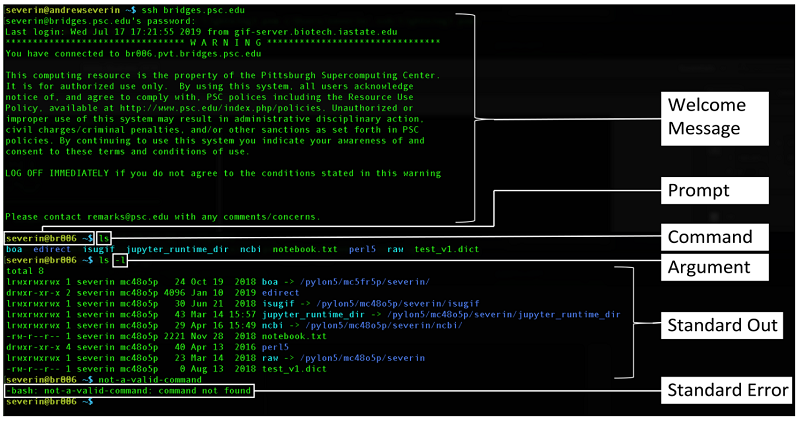 severin@andrewseverin ~$ ssh bridges.psc.edu
severin@bridges.psc.edu's password:
Last login: Wed Jul 17 17:21:55 2019 from gif-server.biotech.iastate.edu
******************************** W A R N I N G ********************************
You have connected to br006.pvt.bridges.psc.edu
This computing resource is the property of the Pittsburgh Supercomputing Center.
It is for authorized use only.  By using this system, all users acknowledge
notice of, and agree to comply with, PSC polices including the Resource Use
Policy, available at http://www.psc.edu/index.php/policies. Unauthorized or
improper use of this system may result in administrative disciplinary action,
civil charges/criminal penalties, and/or other sanctions as set forth in PSC
policies. By continuing to use this system you indicate your awareness of and
consent to these terms and conditions of use.
LOG OFF IMMEDIATELY if you do not agree to the conditions stated in this warning
Please contact remarks@psc.edu with any comments/concerns.
severin@br006 ~$ ls
boa  edirect  isugif  jupyter_runtime_dir  ncbi  notebook.txt  perl5  raw  test_v1.dict
severin@br006 ~$ ls -l
total 8
lrwxrwxrwx 1 severin mc48o5p   24 Oct 19  2018 boa -> /pylon5/mc5fr5p/severin/
drwxr-xr-x 2 severin mc48o5p 4096 Jan 10  2019 edirect
lrwxrwxrwx 1 severin mc48o5p   30 Jun 21  2018 isugif -> /pylon5/mc48o5p/severin/isugif
lrwxrwxrwx 1 severin mc48o5p   43 Mar 14 15:57 jupyter_runtime_dir -> /pylon5/mc48o5p/severin/jupyter_runtime_dir
lrwxrwxrwx 1 severin mc48o5p   29 Apr 16 15:49 ncbi -> /pylon5/mc48o5p/severin/ncbi/
-rw-r--r-- 1 severin mc48o5p 2221 Nov 28  2018 notebook.txt
drwxr-xr-x 4 severin mc48o5p   40 Apr 13  2016 perl5
lrwxrwxrwx 1 severin mc48o5p   23 Mar 14  2018 raw -> /pylon5/mc48o5p/severin
-rw-r--r-- 1 severin mc48o5p    0 Aug 13  2018 test_v1.dict
severin@br006 ~$ not-a-valid-command
-bash: not-a-valid-command: command not found
severin@br006 ~$
Welcome
Message
Prompt
Command
Argument
Standard Out
Standard Error